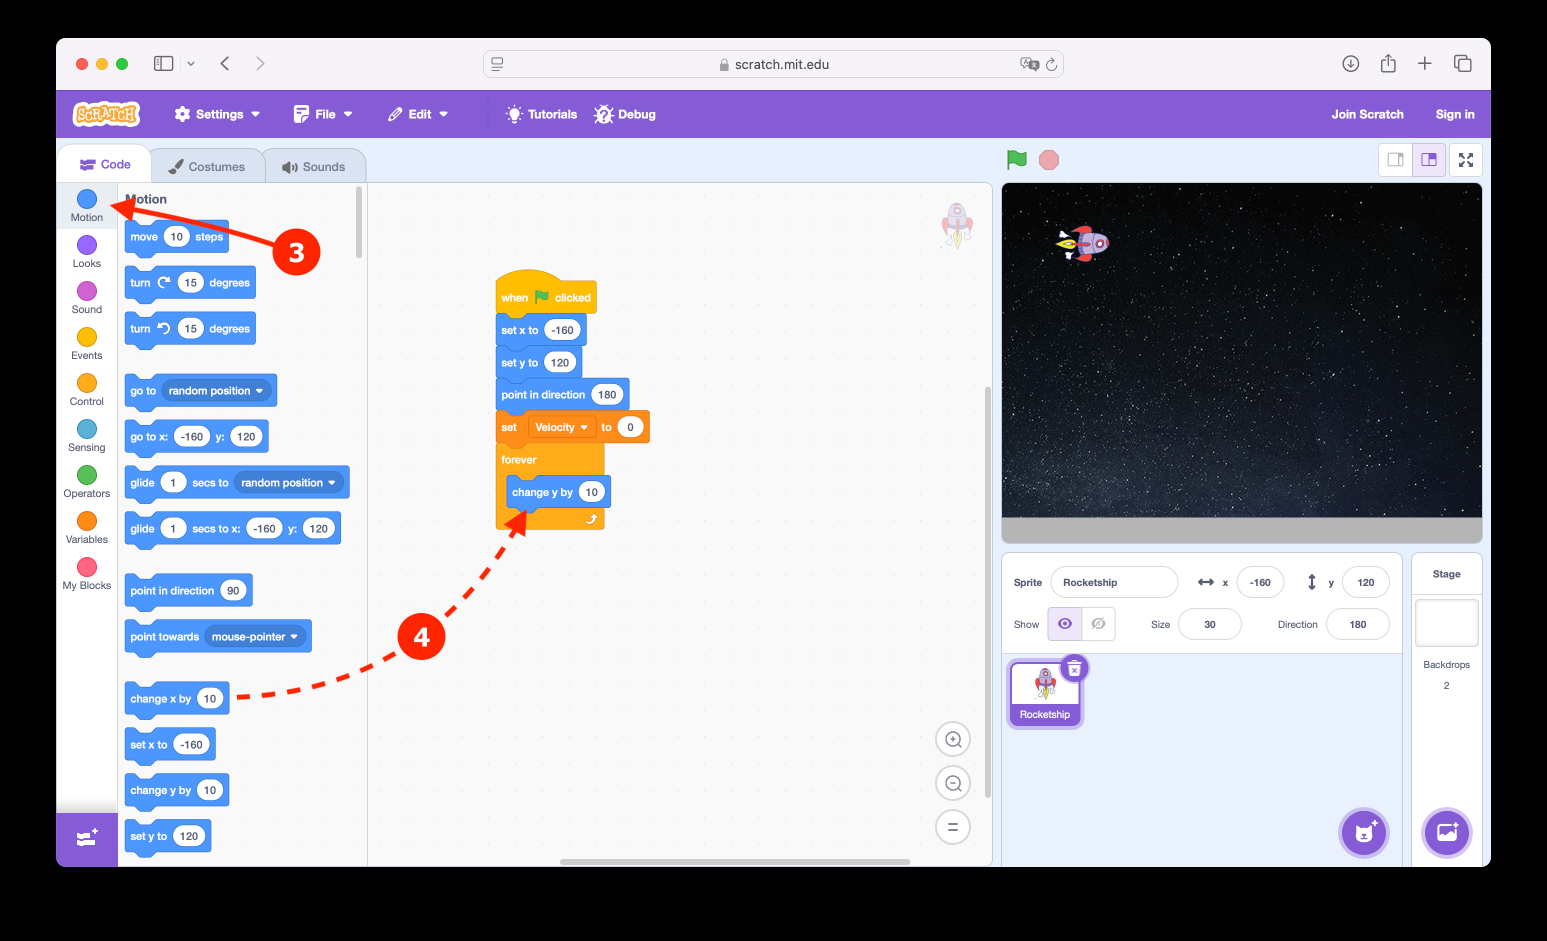 scratch.mit.edu
SCRATCH
Settings
File
Edit
Tutorials
Debug
Join Scratch
Sign in
Code
Costumes
Sounds
Motion
Looks
Sound
Events
Control
Sensing
Operators
Variables
My Blocks
Motion
move 10 steps
turn 15 degrees
turn 15 degrees
go to random position
go to x: -160 y: 120
glide 1 secs to random position
glide 1 secs to x: -160 y: 120
point in direction 90
point towards mouse-pointer
change x by 10
set x to -160
change y by 10
set y to 120
3
4
when clicked
set x to -160
set y to 120
point in direction 180
set Velocity to 0
forever
change y by 10
Sprite Rocketship x -160 y 120
Show Size 30 Direction 180
Rocketship
Stage
Backdrops
2